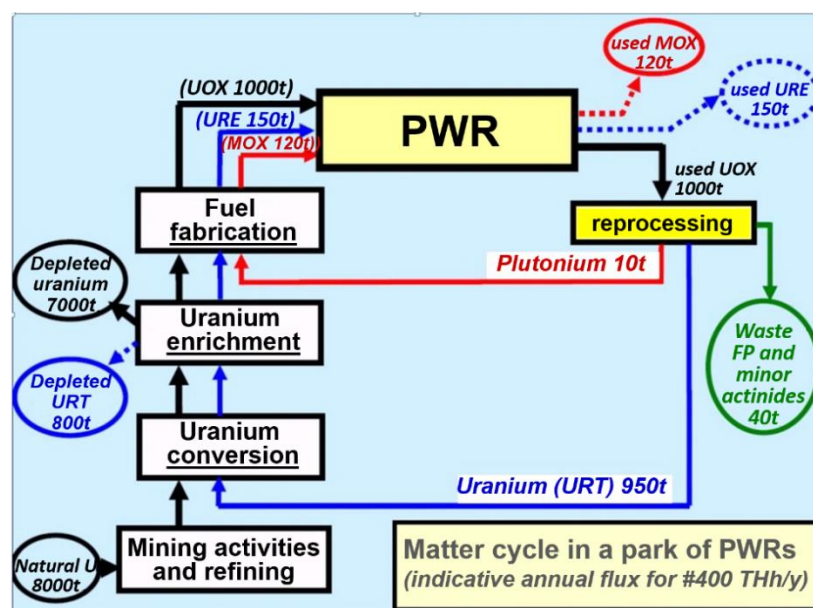 used MOX
120t
(UOX 1000t)
used URE
150t
(URE 150t)
PWR
(MOX 120t))
used UOX
1000t
Fuel
fabrication
reprocessing
Plutonium 10t
Depleted
uranium
7000t
Uranium
enrichment
Waste
FP and
minor
actinides
40t
Depleted
URT
800t
Uranium
conversion
Uranium (URT) 950t
Natural U
8000t
Mining activities
and refining
Matter cycle in a park of PWRs
(indicative annual flux for #400 THh/y)